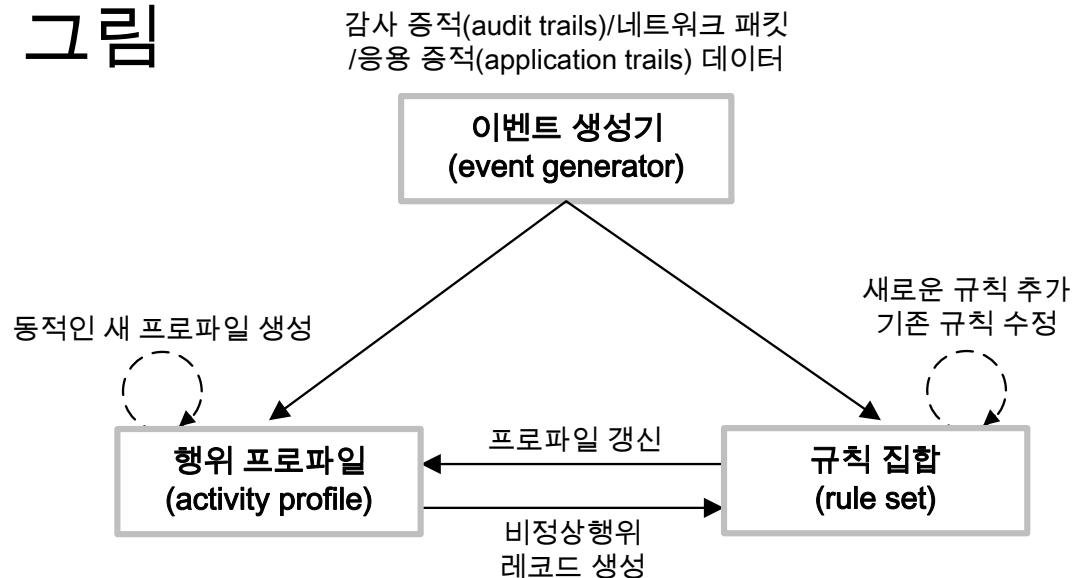 그림
감사 증적(audit trails)/네트워크 패킷
/응용 증적(application trails) 데이터
이벤트 생성기
(event generator)
새로운 규칙 추가
기존 규칙 수정
동적인 새 프로파일 생성
행위 프로파일
(activity profile)
프로파일 갱신
규칙 집합
(rule set)
비정상행위
레코드 생성